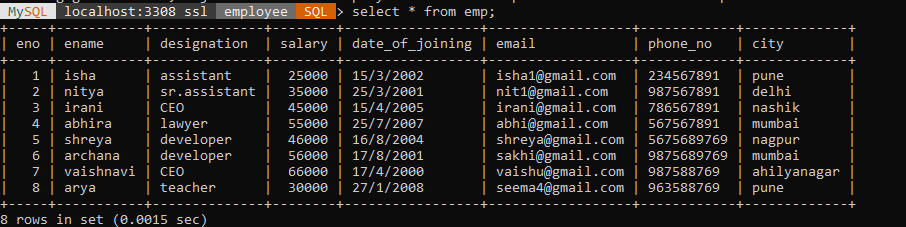 MySQL localhost:3308 ssl employee SQL > select * from emp;
+-----+-----------+--------------+--------+-----------------+------------------+------------+-------------+
| eno | ename     | designation  | salary | date_of_joining | email            | phone_no   | city        |
+-----+-----------+--------------+--------+-----------------+------------------+------------+-------------+
|   1 | isha      | assistant    |  25000 | 15/3/2002       | isha1@gmail.com  | 234567891  | pune        |
|   2 | nitya     | sr.assistant |  35000 | 25/3/2001       | nit1@gmail.com   | 987567891  | delhi       |
|   3 | irani     | CEO          |  45000 | 15/4/2005       | irani@gmail.com  | 786567891  | nashik      |
|   4 | abhira    | lawyer       |  55000 | 25/7/2007       | abhi@gmail.com   | 567567891  | mumbai      |
|   5 | shreya    | developer    |  46000 | 16/8/2004       | shreya@gmail.com | 5675689769 | nagpur      |
|   6 | archana   | developer    |  56000 | 17/8/2001       | sakhi@gmail.com  | 9875689769 | mumbai      |
|   7 | vaishnavi | CEO          |  66000 | 17/4/2000       | vaishu@gmail.com | 987588769  | ahilyanagar |
|   8 | arya      | teacher      |  30000 | 27/1/2008       | seema4@gmail.com | 963588769  | pune        |
+-----+-----------+--------------+--------+-----------------+------------------+------------+-------------+
8 rows in set (0.0015 sec)